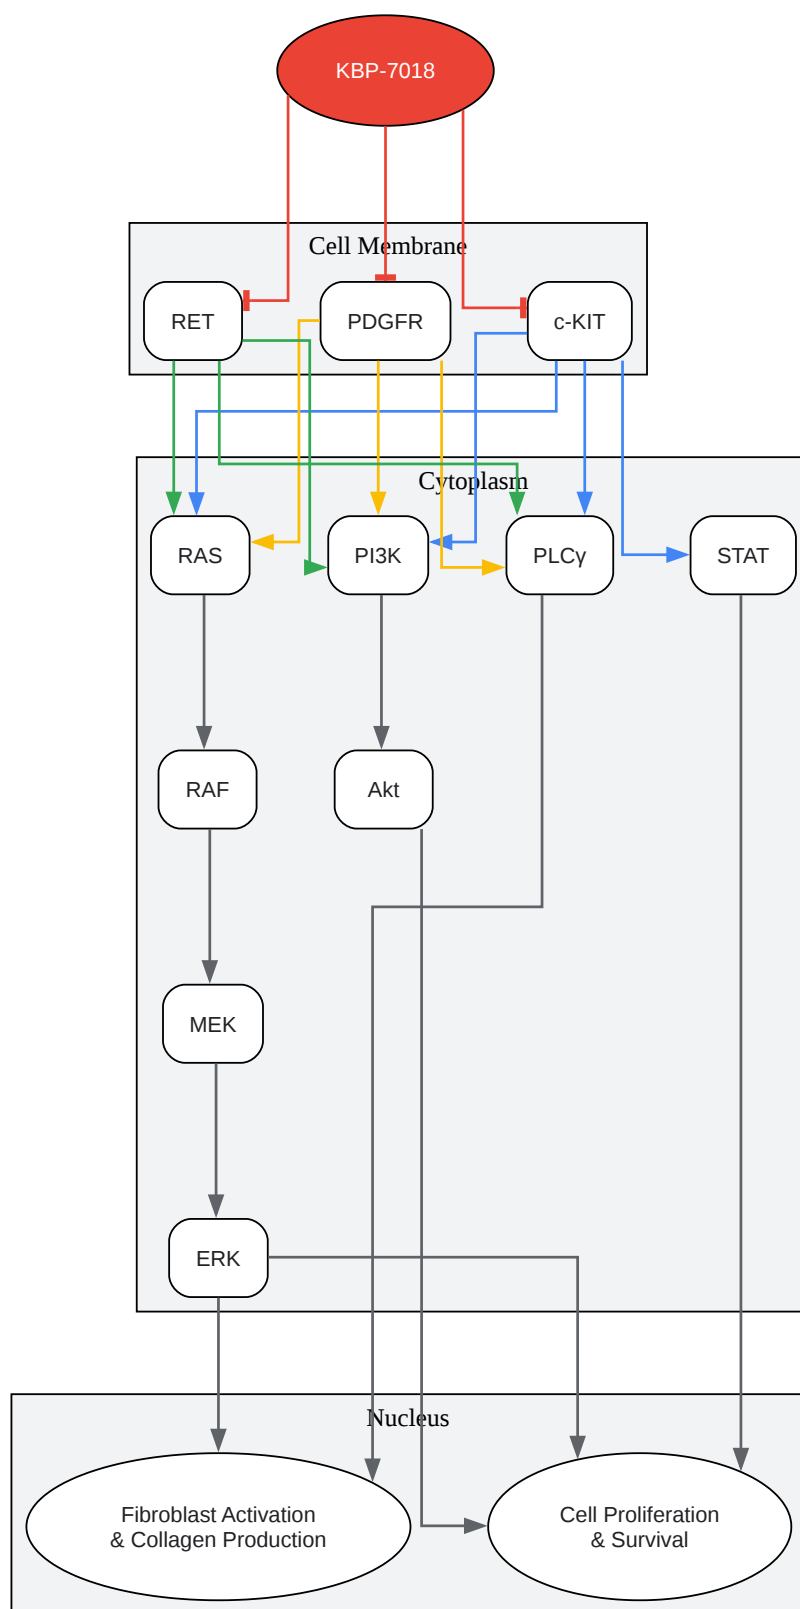 KBP-7018
Cell Membrane
RET
PDGFR
c-KIT
Cytoplasm
RAS
PI3K
PLCγ
STAT
RAF
Akt
MEK
ERK
Nucleus
Fibroblast Activation
& Collagen Production
Cell Proliferation
& Survival